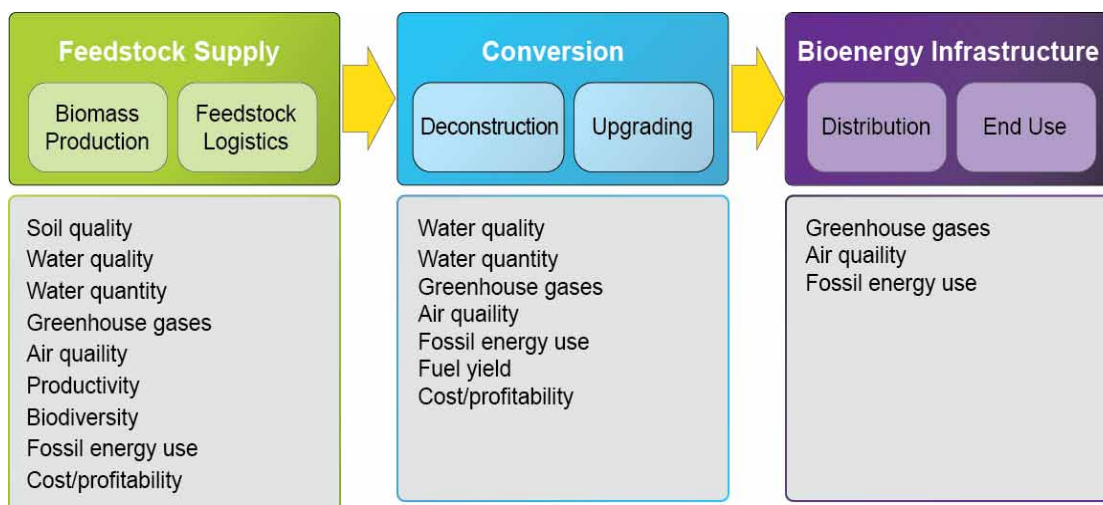 Feedstock Supply
Biomass
Production
Feedstock
Logistics
Conversion
Deconstruction
Upgrading
Bioenergy Infrastructure
Distribution
End Use
Soil quality
Water quality
Water quantity
Greenhouse gases
Air quaility
Productivity
Biodiversity
Fossil energy use
Cost/profitability
Water quality
Water quantity
Greenhouse gases
Air quaility
Fossil energy use
Fuel yield
Cost/profitability
Greenhouse gases
Air quaility
Fossil energy use